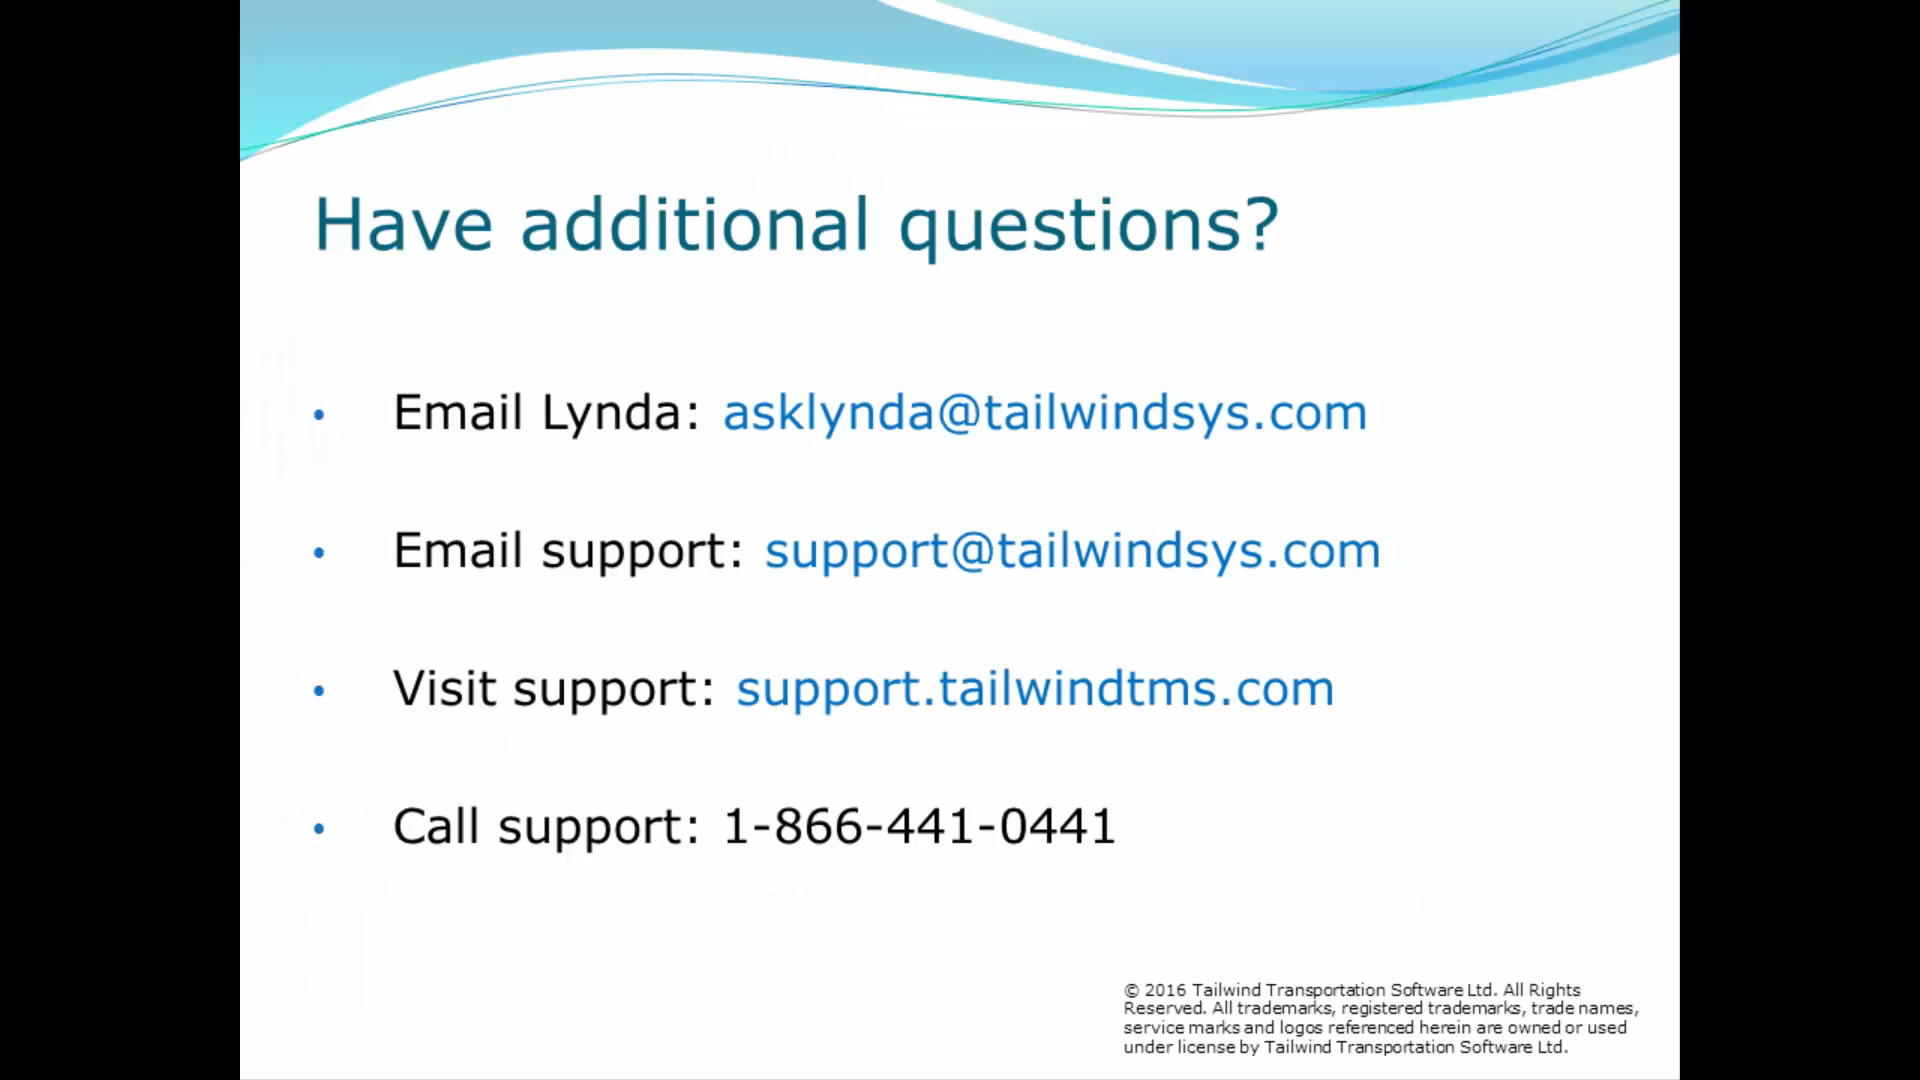 Have additional questions?
• Email Lynda: asklynda@tailwindsys.com
• Email support: support@tailwindsys.com
• Visit support: support.tailwindtms.com
• Call support: 1-866-441-0441
© 2016 Tailwind Transportation Software Ltd. All Rights
Reserved. All trademarks, registered trademarks, trade names,
service marks and logos referenced herein are owned or used
under license by Tailwind Transportation Software Ltd.